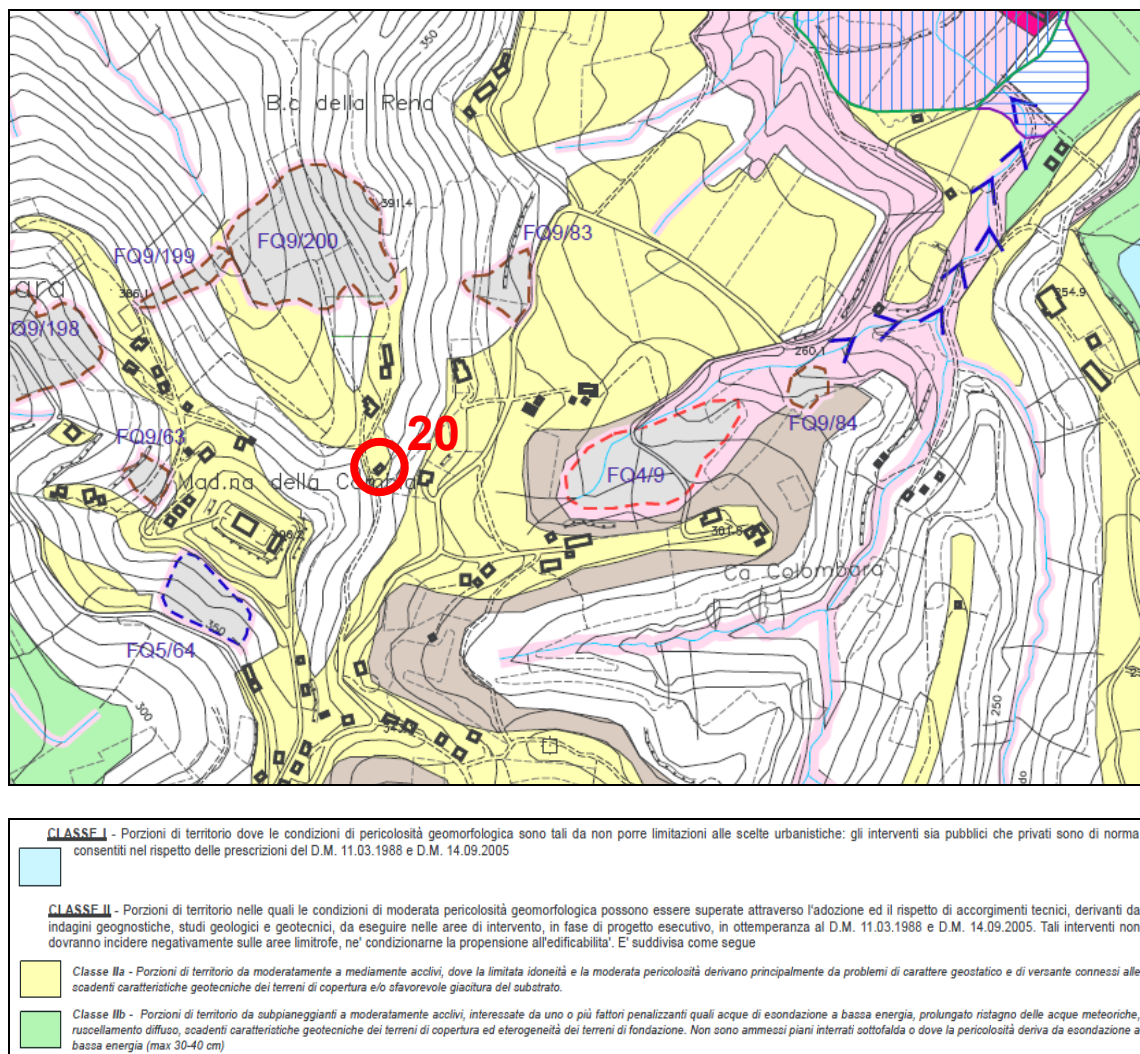 350
B.c della Rena
391.4
FQ9/200
FQ9/83
FQ9/199
ara
386.1
Q9/198
254.9
260.1
20
FQ9/84
FQ9/63
FQ4/9
Mad.na della
301.5
Ca Colombara
350
FQ5/64
300
250
CLASSE I - Porzioni di territorio dove le condizioni di pericolosità geomorfologica sono tali da non porre limitazioni alle scelte urbanistiche: gli interventi sia pubblici che privati sono di norma
consentiti nel rispetto delle prescrizioni del D.M. 11.03.1988 e D.M. 14.09.2005
CLASSE II - Porzioni di territorio nelle quali le condizioni di moderata pericolosità geomorfologica possono essere superate attraverso l'adozione ed il rispetto di accorgimenti tecnici, derivanti da
indagini geognostiche, studi geologici e geotecnici, da eseguire nelle aree di intervento, in fase di progetto esecutivo, in ottemperanza al D.M. 11.03.1988 e D.M. 14.09.2005. Tali interventi non
dovranno incidere negativamente sulle aree limitrofe, ne' condizionarne la propensione all'edificabilita'. E' suddivisa come segue
Classe IIa - Porzioni di territorio da moderatamente a mediamente acclivi, dove la limitata idoneità e la moderata pericolosità derivano principalmente da problemi di carattere geostatico e di versante connessi alle
scadenti caratteristiche geotecniche dei terreni di copertura e/o sfavorevole giacitura del substrato.
Classe IIb - Porzioni di territorio da subpianeggianti a moderatamente acclivi, interessate da uno o più fattori penalizzanti quali acque di esondazione a bassa energia, prolungato ristagno delle acque meteoriche,
ruscellamento diffuso, scadenti caratteristiche geotecniche dei terreni di copertura ed eterogeneità dei terreni di fondazione. Non sono ammessi piani interrati sottofalda o dove la pericolosità deriva da esondazione a
bassa energia (max 30-40 cm)